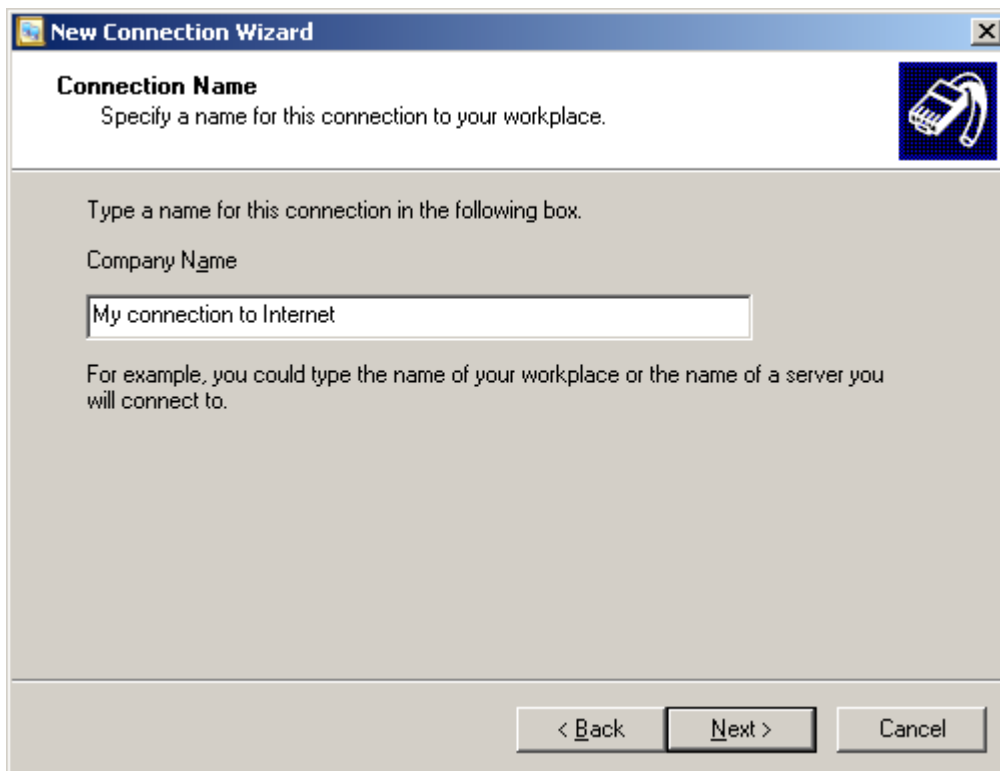 New Connection Wizard
Connection Name
Specify a name for this connection to your workplace.
Type a name for this connection in the following box.
Company Name
My connection to Internet
For example, you could type the name of your workplace or the name of a server you
will connect to.
< Back
Next >
Cancel